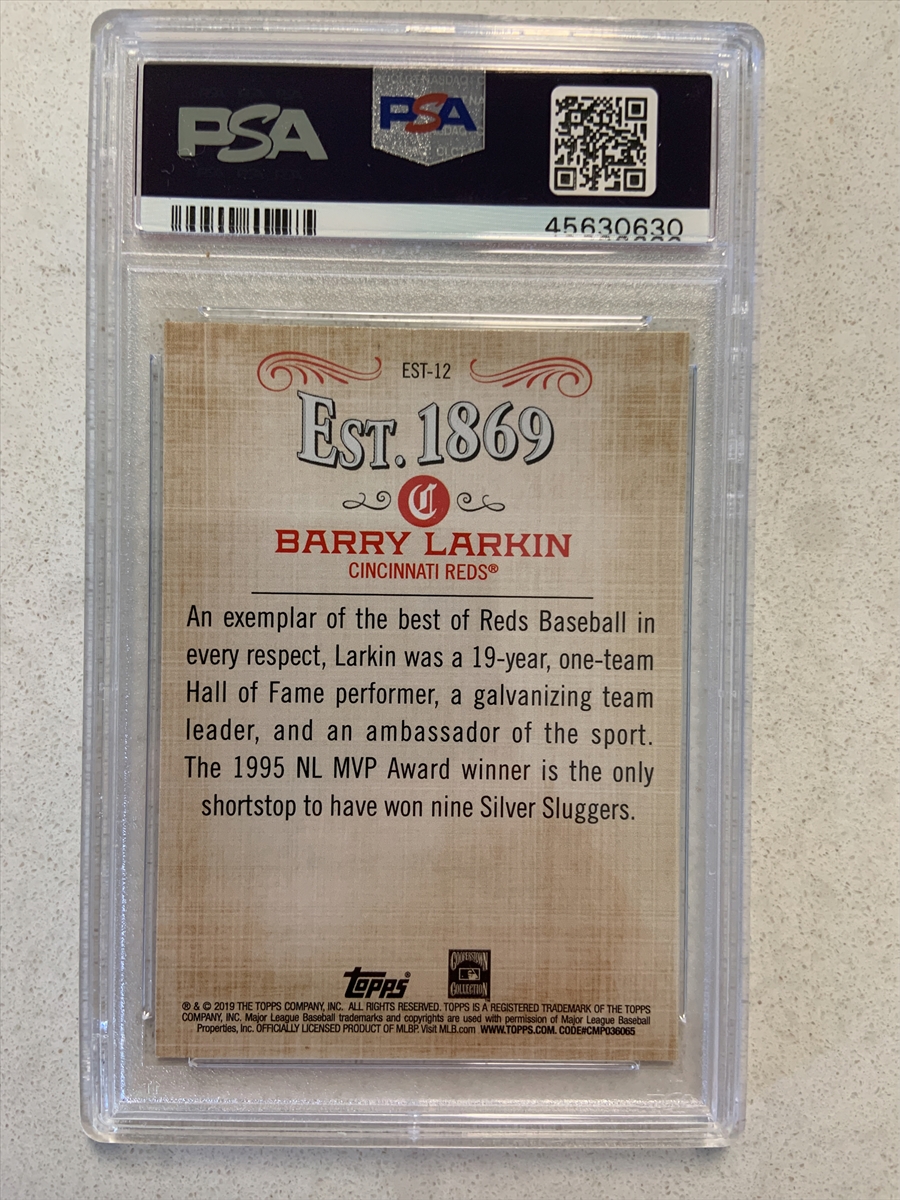 PSA
PSA
45630630
EST-12
EST. 1869
C
BARRY LARKIN
CINCINNATI REDS®
An exemplar of the best of Reds Baseball in
every respect, Larkin was a 19-year, one-team
Hall of Fame performer, a galvanizing team
leader, and an ambassador of the sport.
The 1995 NL MVP Award winner is the only
shortstop to have won nine Silver Sluggers.
TOPPS®
COOPERSTOWN
COLLECTION
® & © 2019 THE TOPPS COMPANY, INC. ALL RIGHTS RESERVED. TOPPS IS A REGISTERED TRADEMARK OF THE TOPPS
COMPANY, INC. Major League Baseball trademarks and copyrights are used with permission of Major League Baseball
Properties, Inc. OFFICIALLY LICENSED PRODUCT OF MLBP. Visit MLB.com WWW.TOPPS.COM. CODE#CMP036065